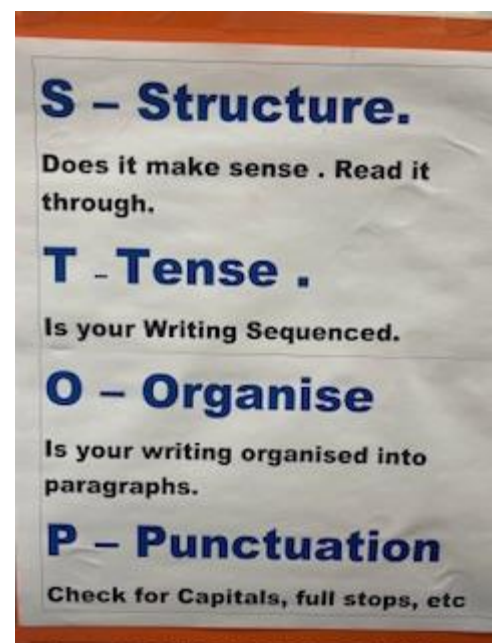 S – Structure.
Does it make sense . Read it
through.
T - Tense .
Is your Writing Sequenced.
O – Organise
Is your writing organised into
paragraphs.
P – Punctuation
Check for Capitals, full stops, etc